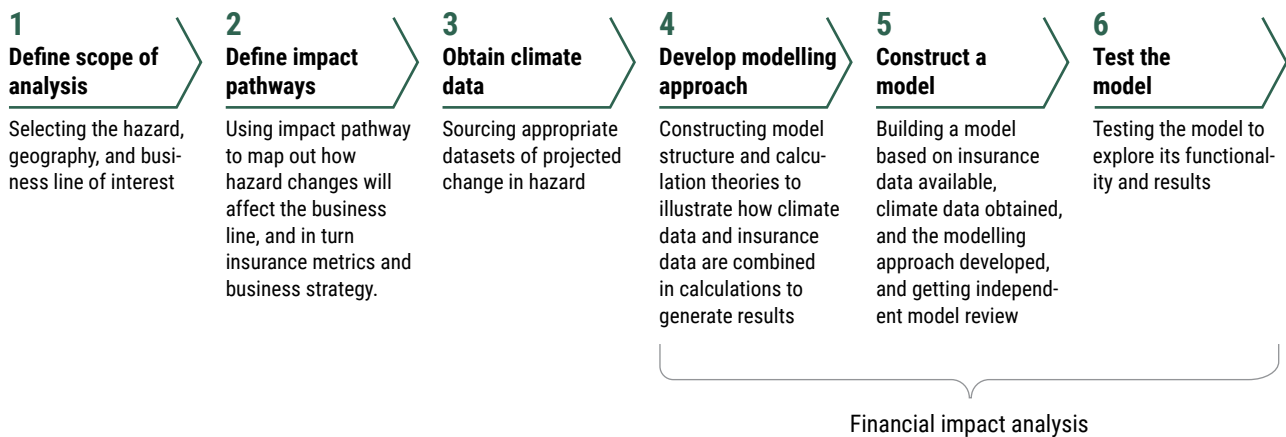 1
Define scope of
analysis
Selecting the hazard,
geography, and busi-
ness line of interest
2
Define impact
pathways
Using impact pathway
to map out how
hazard changes will
affect the business
line, and in turn
insurance metrics and
business strategy.
3
Obtain climate
data
Sourcing appropriate
datasets of projected
change in hazard
4
Develop modelling
approach
Constructing model
structure and calcu-
lation theories to
illustrate how climate
data and insurance
data are combined
in calculations to
generate results
5
Construct a
model
Building a model
based on insurance
data available,
climate data obtained,
and the modelling
approach developed,
and getting independ-
ent model review
6
Test the
model
Testing the model to
explore its functional-
ity and results
Financial impact analysis